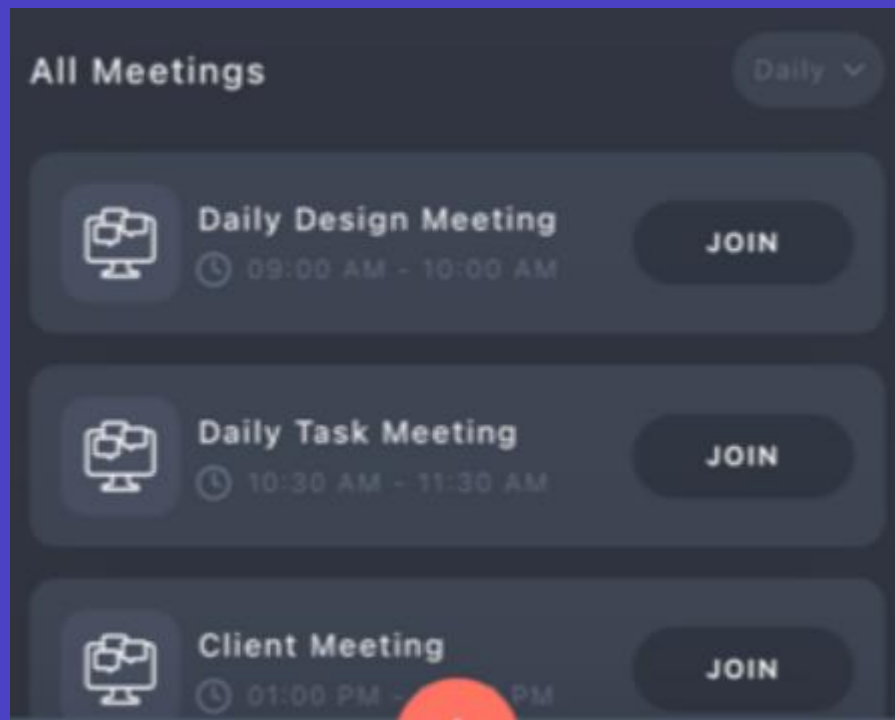 All Meetings
Daily
Daily Design Meeting
09:00 AM - 10:00 AM
JOIN
Daily Task Meeting
10:30 AM - 11:30 AM
JOIN
Client Meeting
01:00 PM - PM
JOIN